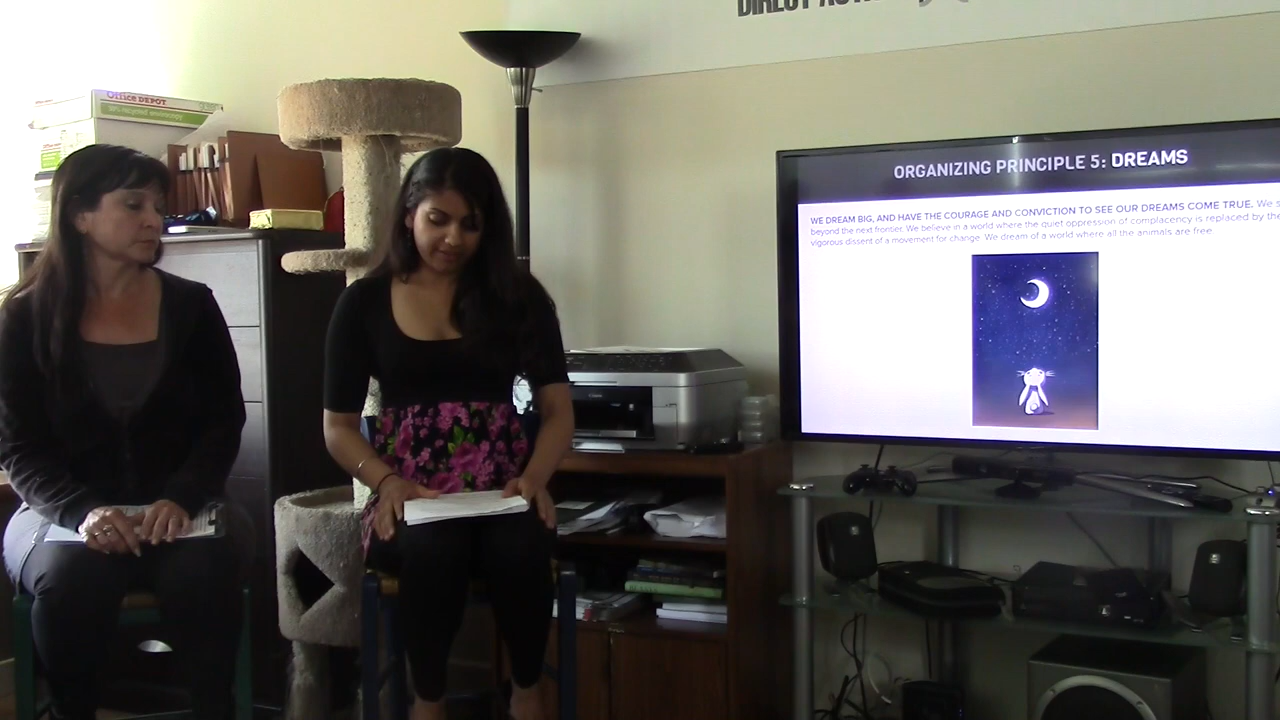 DIRECT
Office DEPOT
ORGANIZING PRINCIPLE 5: DREAMS
WE DREAM BIG, AND HAVE THE COURAGE AND CONVICTION TO SEE OUR DREAMS COME TRUE. We
beyond the next frontier. We believe in a world where the quiet oppression of complacency is replaced by the
vigorous dissent of a movement for change. We dream of a world where all the animals are free.
Canon